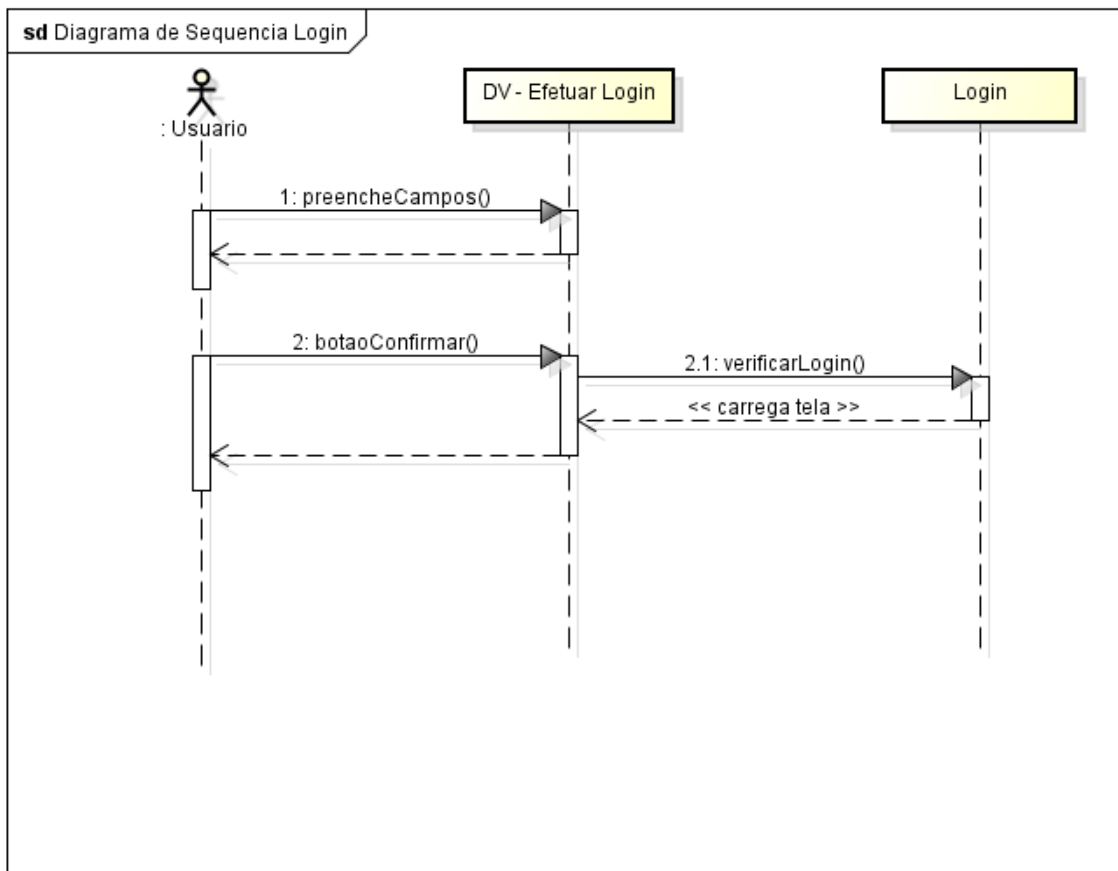 sd Diagrama de Sequencia Login
: Usuario
DV - Efetuar Login
Login
1: preencheCampos()
2: botaoConfirmar()
2.1: verificarLogin()
<< carrega tela >>